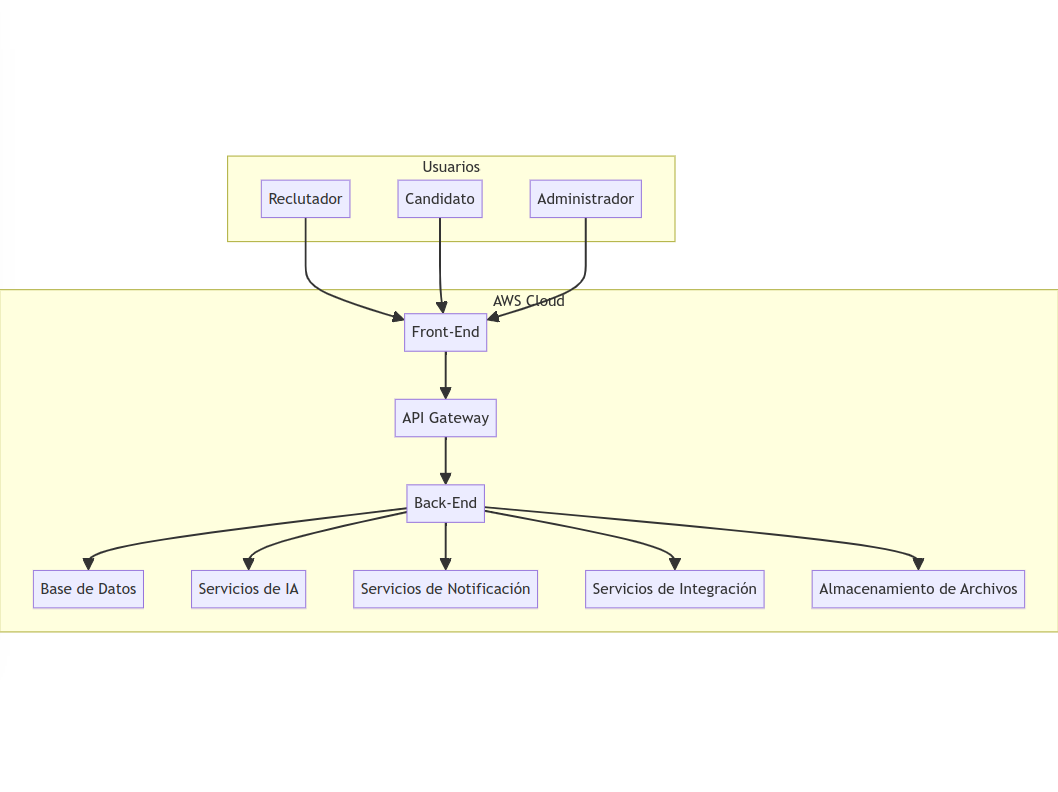 Usuarios
Reclutador
Candidato
Administrador
AWS Cloud
Front-End
API Gateway
Back-End
Base de Datos
Servicios de IA
Servicios de Notificación
Servicios de Integración
Almacenamiento de Archivos